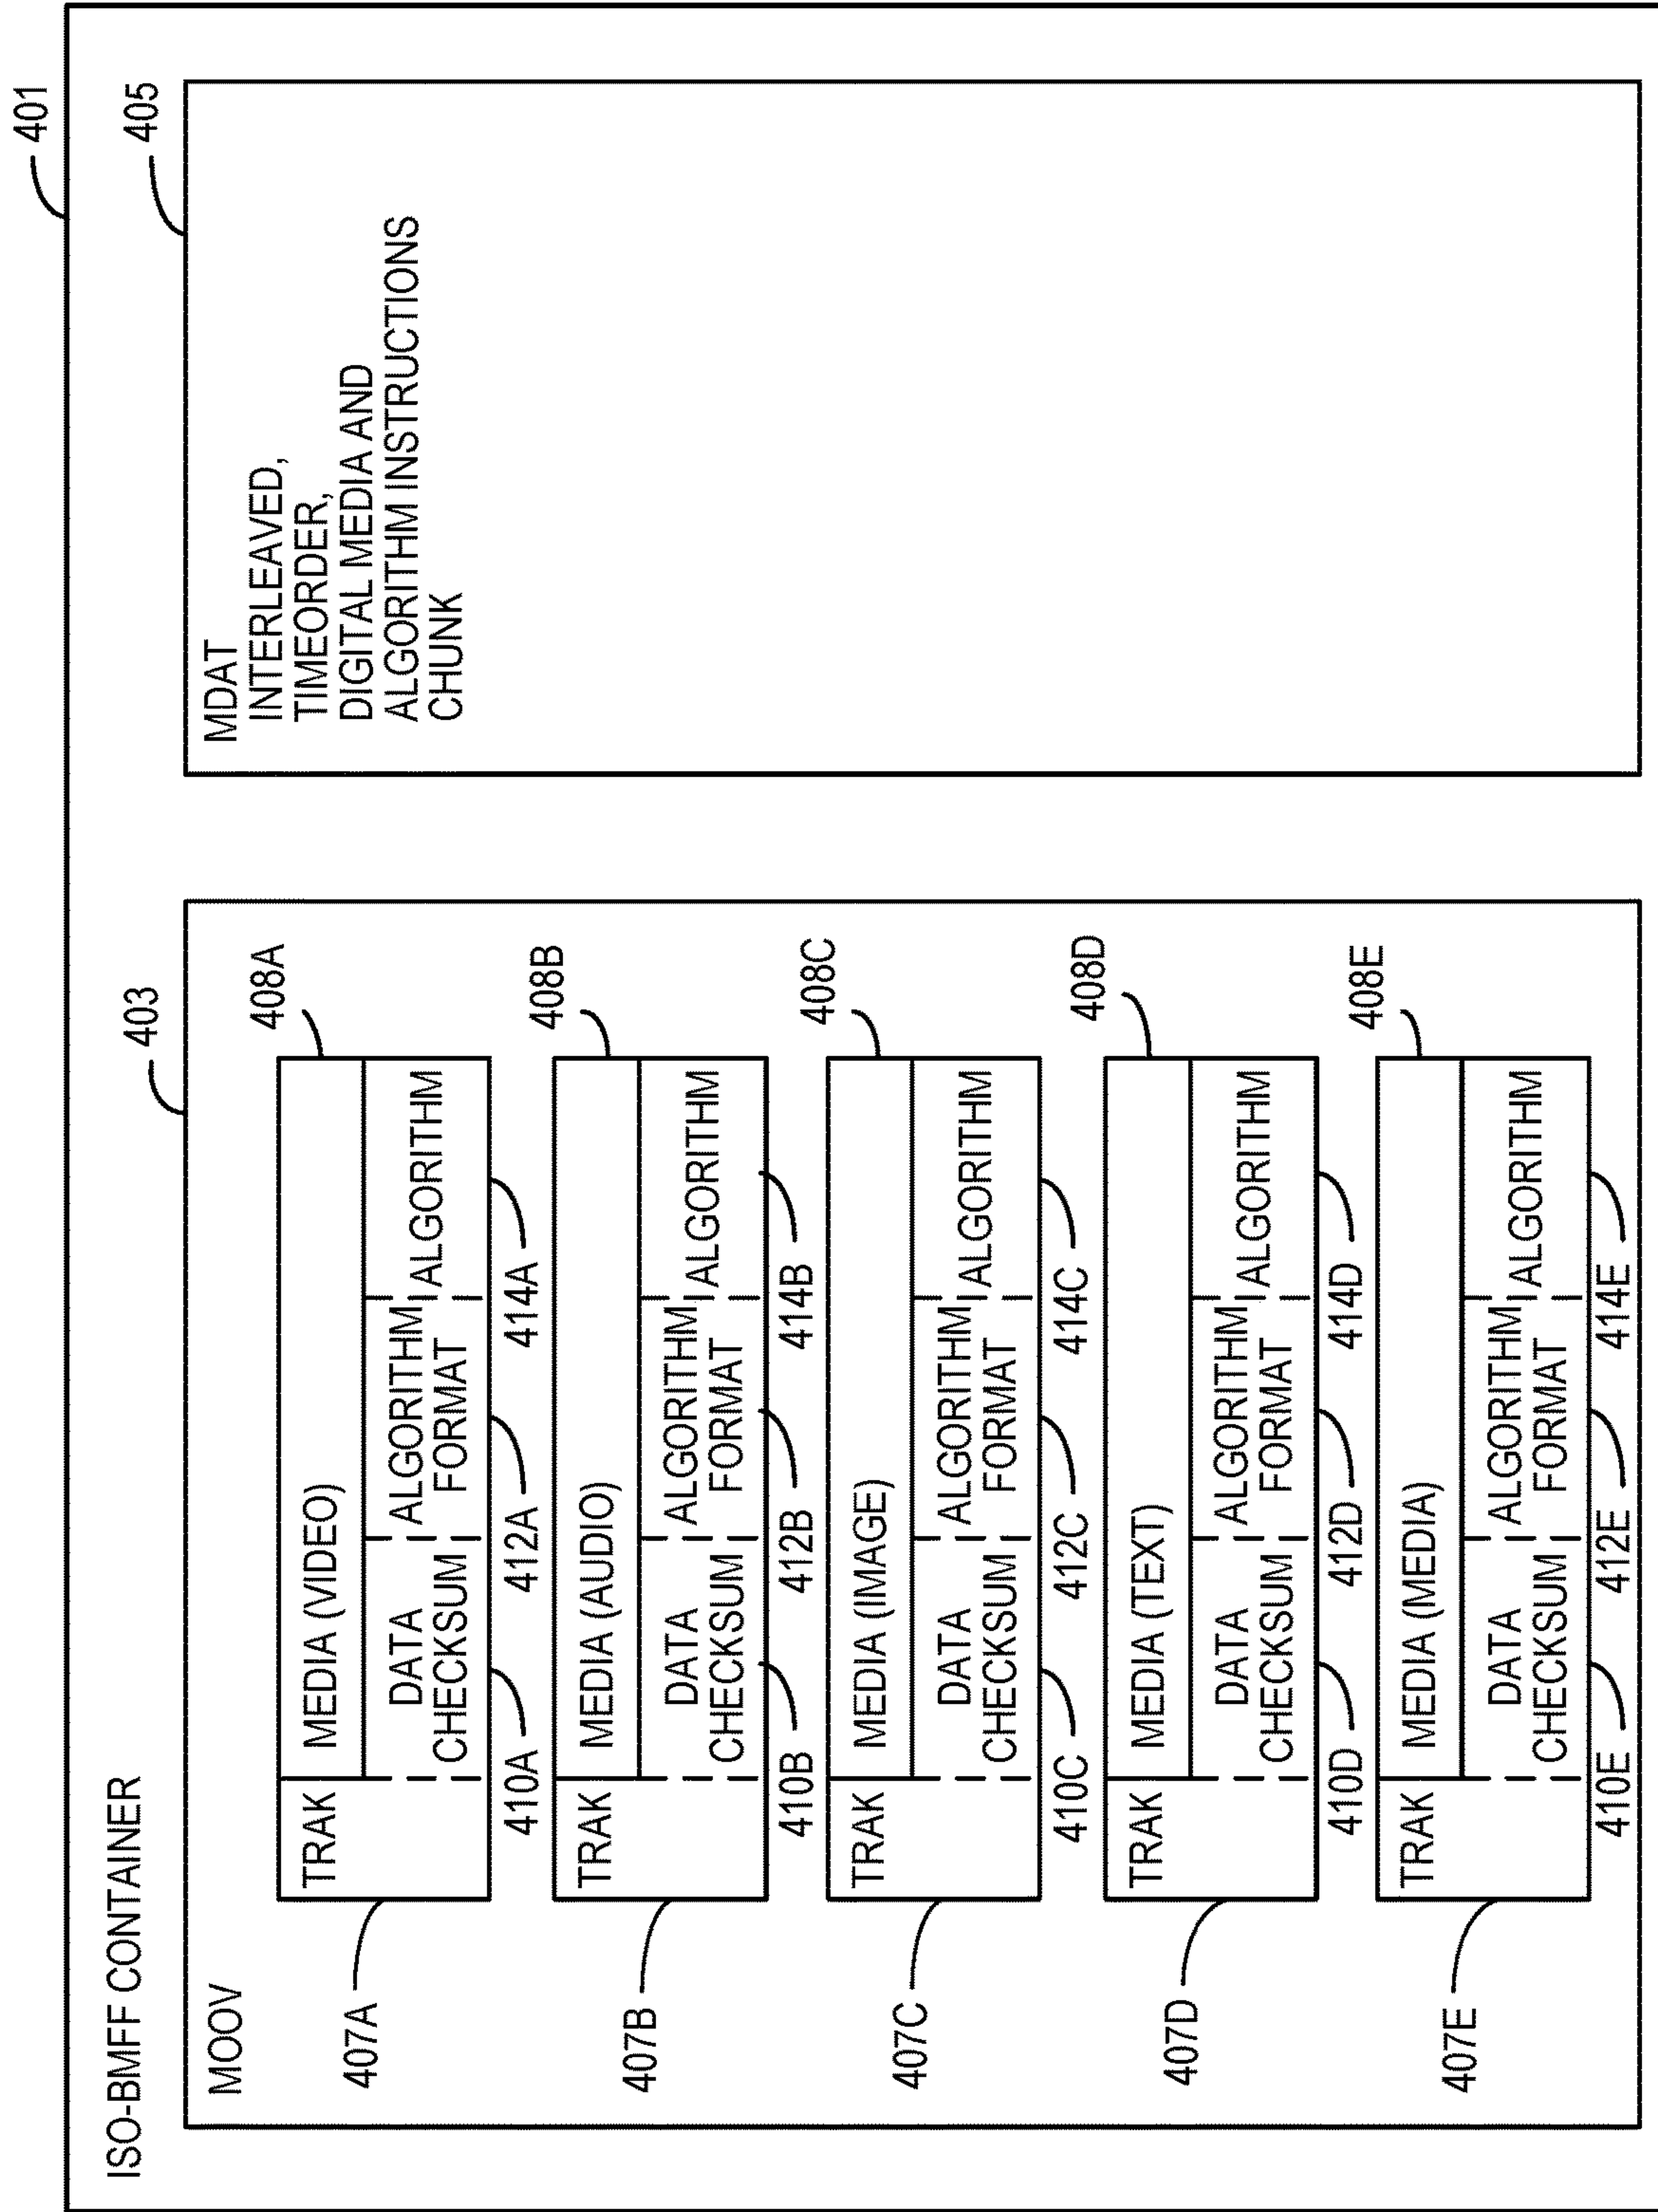 ISO-BMFF CONTAINER
401
MOOV
403
407A
TRAK
MEDIA (VIDEO)
408A
DATA
CHECKSUM
ALGORITHM
FORMAT
ALGORITHM
410A
412A
414A
407B
TRAK
MEDIA (AUDIO)
408B
DATA
CHECKSUM
ALGORITHM
FORMAT
ALGORITHM
410B
412B
414B
407C
TRAK
MEDIA (IMAGE)
408C
DATA
CHECKSUM
ALGORITHM
FORMAT
ALGORITHM
410C
412C
414C
407D
TRAK
MEDIA (TEXT)
408D
DATA
CHECKSUM
ALGORITHM
FORMAT
ALGORITHM
410D
412D
414D
407E
TRAK
MEDIA (MEDIA)
408E
DATA
CHECKSUM
ALGORITHM
FORMAT
ALGORITHM
410E
412E
414E
405
MDAT
INTERLEAVED,
TIMEORDER,
DIGITAL MEDIA AND
ALGORITHM INSTRUCTIONS
CHUNK